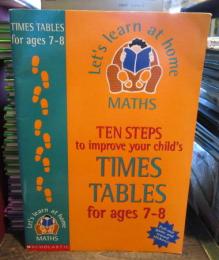 TIMES TABLES
for ages 7-8
Let's learn at home
MATHS
SCHOLASTIC
Let's learn at home
MATHS
TEN STEPS
to improve your child's
TIMES
TABLES
for ages 7-8